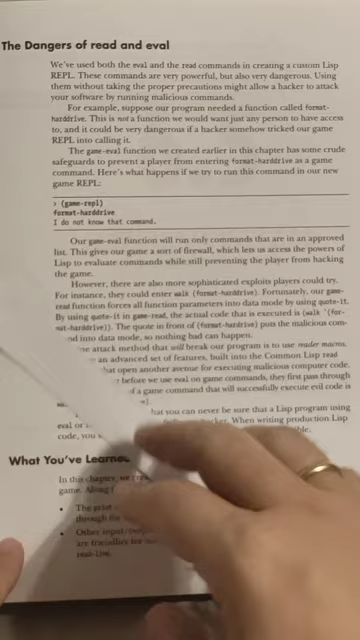 The Dangers of read and eval
We've used both the eval and the read commands in creating a custom Lisp
REPL. These commands are very powerful, but also very dangerous. Using
them without taking the proper precautions might allow a hacker to attack
your software by running malicious commands.
For example, suppose our program needed a function called format-
harddrive. This is not a function we would want just any person to have access
to, and it could be very dangerous if a hacker somehow tricked our game
REPL into calling it.
The game-eval function we created earlier in this chapter has some crude
safeguards to prevent a player from entering format-harddrive as a game
command. Here's what happens if we try to run this command in our new
game REPL:
> (game-repl)
format-harddrive
I do not know that command.
Our game-eval function will run only commands that are in an approved
list. This gives our game a sort of firewall, which lets us access the powers of
Lisp to evaluate commands while still preventing the player from hacking
the game.
However, there are also more sophisticated exploits players could try.
For instance, they could enter walk (format-harddrive). Fortunately, our game-
read function forces all function parameters into data mode by using quote-it.
By using quote-it in game-read, the actual code that is executed is (walk '(for-
mat-harddrive)). The quote in front of (format-harddrive) puts the malicious com-
nd into data mode, so nothing bad can happen.
ne attack method that will break our program is to use reader macros.
an advanced set of features, built into the Common Lisp read
hat open another avenue for executing malicious computer code.
before we use eval on game commands, they first pass through
of a game command that will successfully execute evil code is
hat you can never be sure that a Lisp program using
eval or
hacker. When writing production Lisp
code, you
What You've Learned
In this chapter, we
game. Along
• The print
through the
• Other input/output
are friendlier for
real-Lisp.